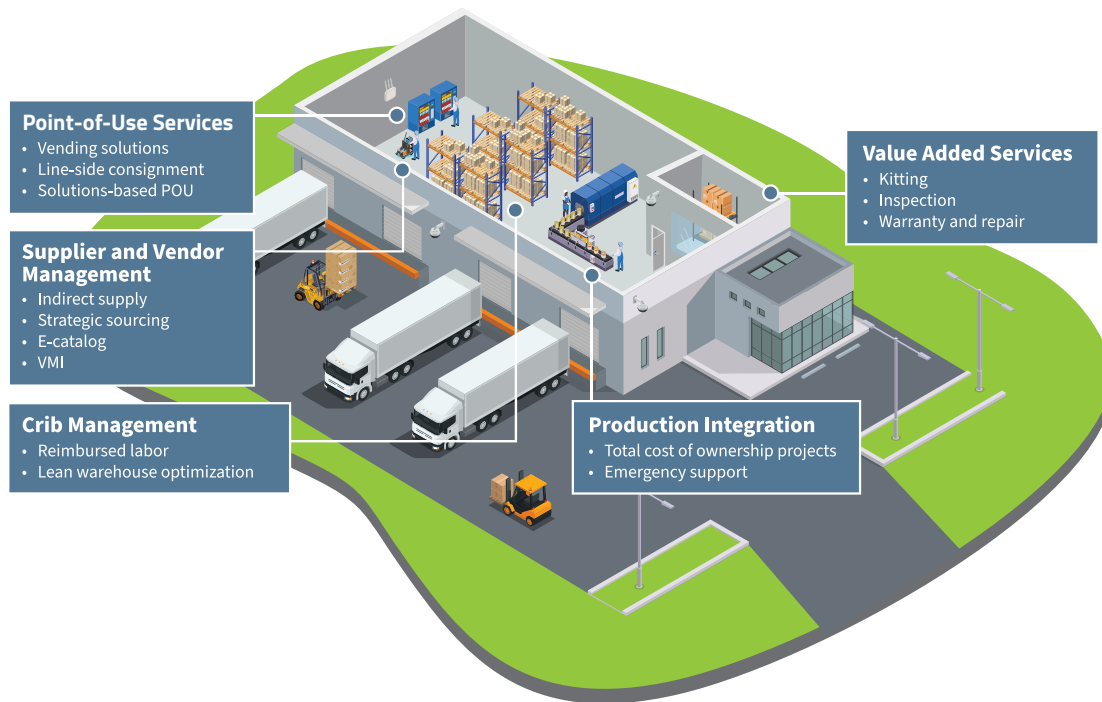 Point-of-Use Services
• Vending solutions
• Line-side consignment
• Solutions-based POU
Supplier and Vendor
Management
• Indirect supply
• Strategic sourcing
• E-catalog
• VMI
Crib Management
• Reimbursed labor
• Lean warehouse optimization
Value Added Services
• Kitting
• Inspection
• Warranty and repair
Production Integration
• Total cost of ownership projects
• Emergency support